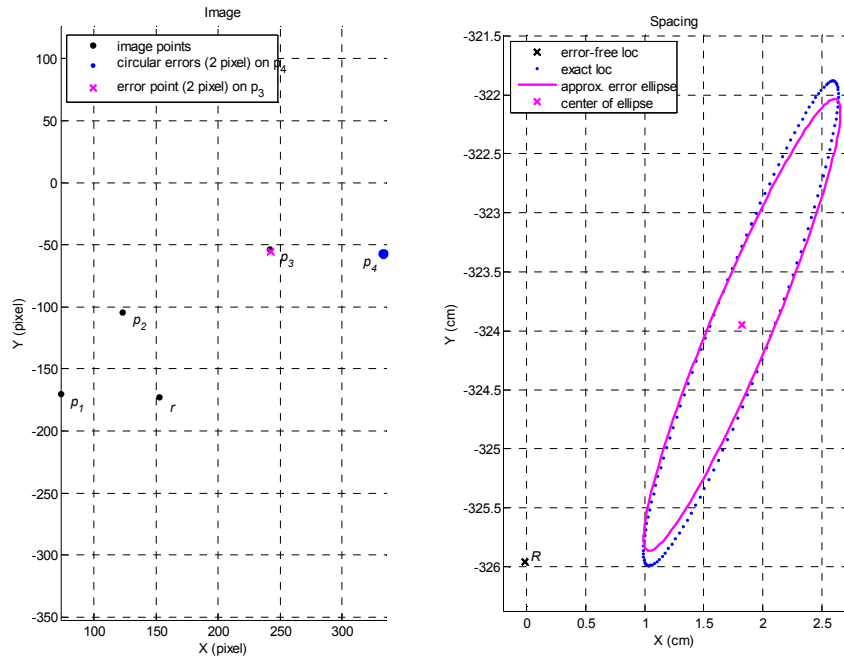 Image
image points
circular errors (2 pixel) on p4
error point (2 pixel) on p3
100
50
0
-50
-100
-150
-200
-250
-300
-350
Y (pixel)
p1
p2
p3
p4
r
100
150
200
250
300
X (pixel)
Spacing
error-free loc
exact loc
approx. error ellipse
center of ellipse
-321.5
-322
-322.5
-323
-323.5
-324
-324.5
-325
-325.5
-326
Y (cm)
R
0
0.5
1
1.5
2
2.5
X (cm)